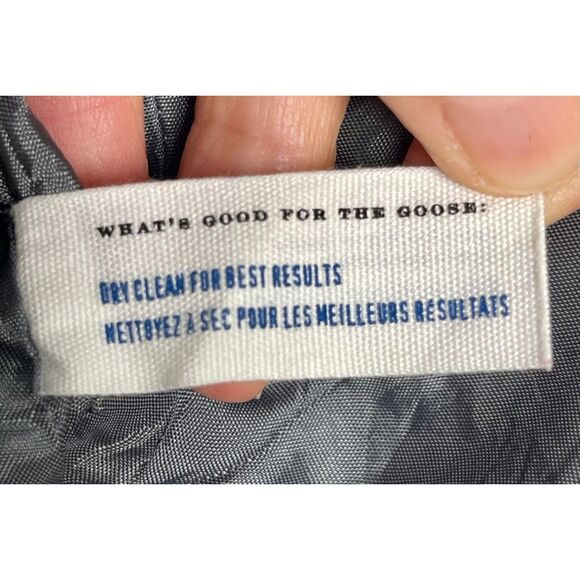 WHAT'S GOOD FOR THE GOOSE:
DRY CLEAN FOR BEST RESULTS
NETTOYEZ À SEC POUR LES MEILLEURS RÉSULTATS